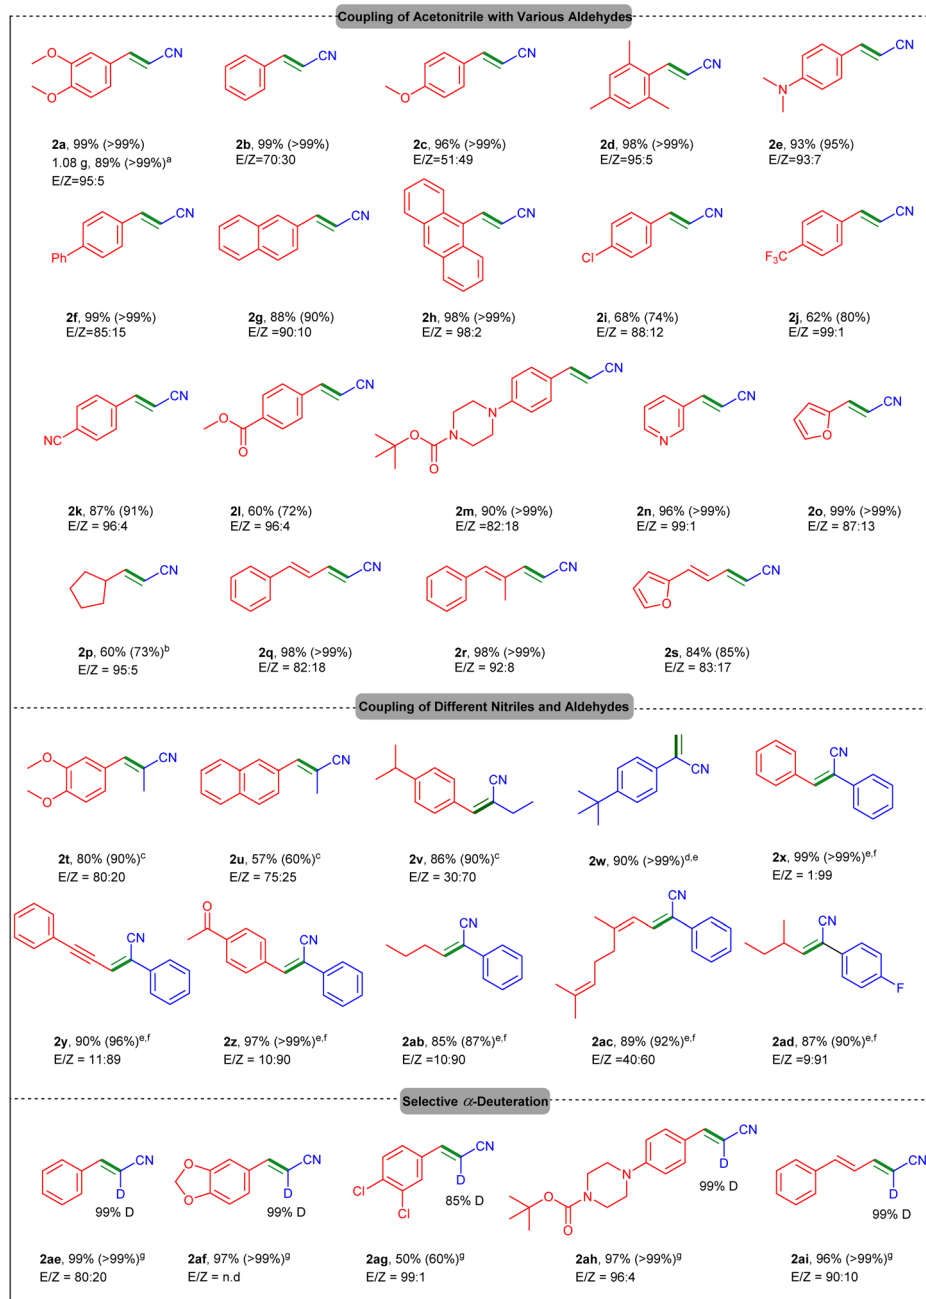 Coupling of Acetonitrile with Various Aldehydes
O
O
CN
2a, 99% (>99%)
1.08 g, 89% (>99%)ᵃ
E/Z=95:5
CN
2b, 99% (>99%)
E/Z=70:30
O
CN
2c, 96% (>99%)
E/Z=51:49
CN
2d, 98% (>99%)
E/Z=95:5
N
CN
2e, 93% (95%)
E/Z=93:7
Ph
CN
2f, 99% (>99%)
E/Z=85:15
CN
2g, 88% (90%)
E/Z =90:10
CN
2h, 98% (>99%)
E/Z = 98:2
Cl
CN
2i, 68% (74%)
E/Z = 88:12
F₃C
CN
2j, 62% (80%)
E/Z =99:1
NC
CN
2k, 87% (91%)
E/Z = 96:4
O
O
CN
2l, 60% (72%)
E/Z = 96:4
O
O
N
N
CN
2m, 90% (>99%)
E/Z =82:18
N
CN
2n, 96% (>99%)
E/Z = 99:1
O
CN
2o, 99% (>99%)
E/Z = 87:13
CN
2p, 60% (73%)ᵇ
E/Z = 95:5
CN
2q, 98% (>99%)
E/Z = 82:18
CN
2r, 98% (>99%)
E/Z = 92:8
O
CN
2s, 84% (85%)
E/Z = 83:17
Coupling of Different Nitriles and Aldehydes
O
O
CN
2t, 80% (90%)ᶜ
E/Z = 80:20
CN
2u, 57% (60%)ᶜ
E/Z = 75:25
CN
2v, 86% (90%)ᶜ
E/Z = 30:70
CN
2w, 90% (>99%)ᵈ,ᵉ
CN
2x, 99% (>99%)ᵉ,ᶠ
E/Z = 1:99
CN
2y, 90% (96%)ᵉ,ᶠ
E/Z = 11:89
O
CN
2z, 97% (>99%)ᵉ,ᶠ
E/Z = 10:90
CN
2ab, 85% (87%)ᵉ,ᶠ
E/Z =10:90
CN
2ac, 89% (92%)ᵉ,ᶠ
E/Z =40:60
CN
F
2ad, 87% (90%)ᵉ,ᶠ
E/Z = 9:91
Selective α-Deuteration
CN
D
99% D
2ae, 99% (>99%)ᵍ
E/Z = 80:20
O
O
CN
D
99% D
2af, 97% (>99%)ᵍ
E/Z = n.d
Cl
Cl
CN
D
85% D
2ag, 50% (60%)ᵍ
E/Z = 99:1
O
O
N
N
CN
D
99% D
2ah, 97% (>99%)ᵍ
E/Z = 96:4
CN
D
99% D
2ai, 96% (>99%)ᵍ
E/Z = 90:10